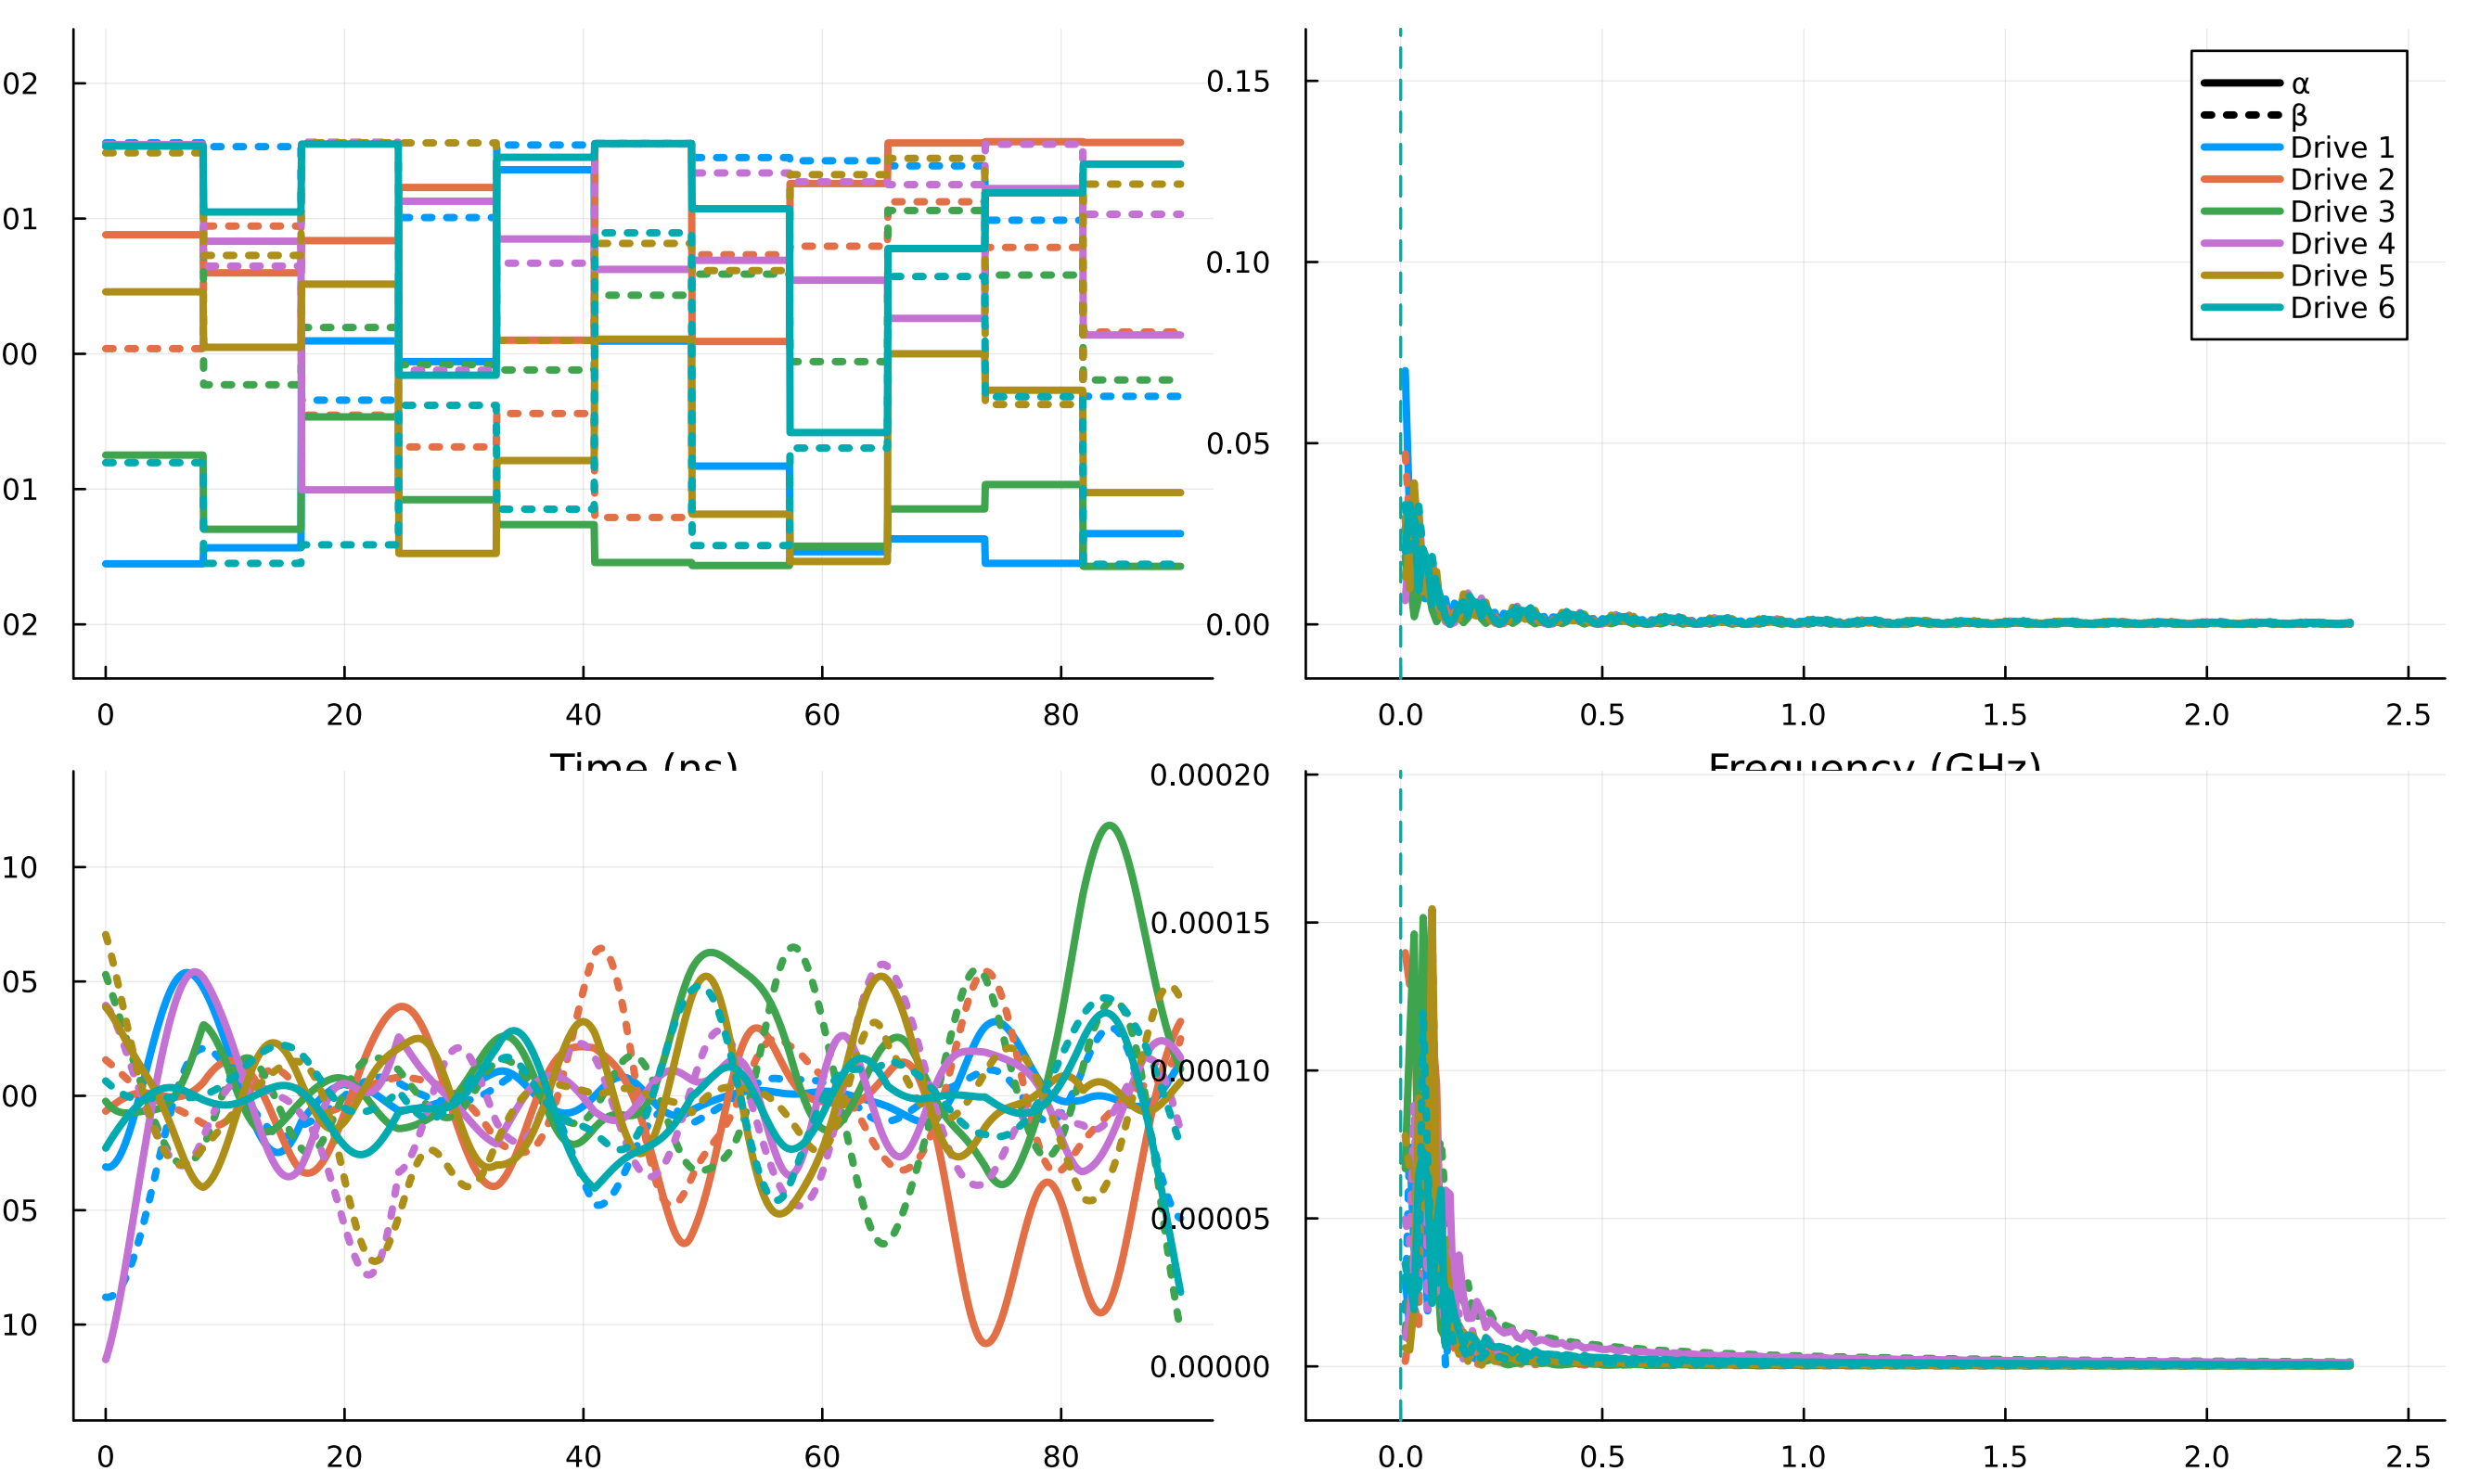 02
01
00
01
02
0 20 40 60 80
Time (ns)
0.15
0.10
0.05
0.00
0.0 0.5 1.0 1.5 2.0 2.5
Frequency (GHz)
α
β
Drive 1
Drive 2
Drive 3
Drive 4
Drive 5
Drive 6
10
05
00
05
10
0 20 40 60 80
0.00020
0.00015
0.00010
0.00005
0.00000
0.0 0.5 1.0 1.5 2.0 2.5